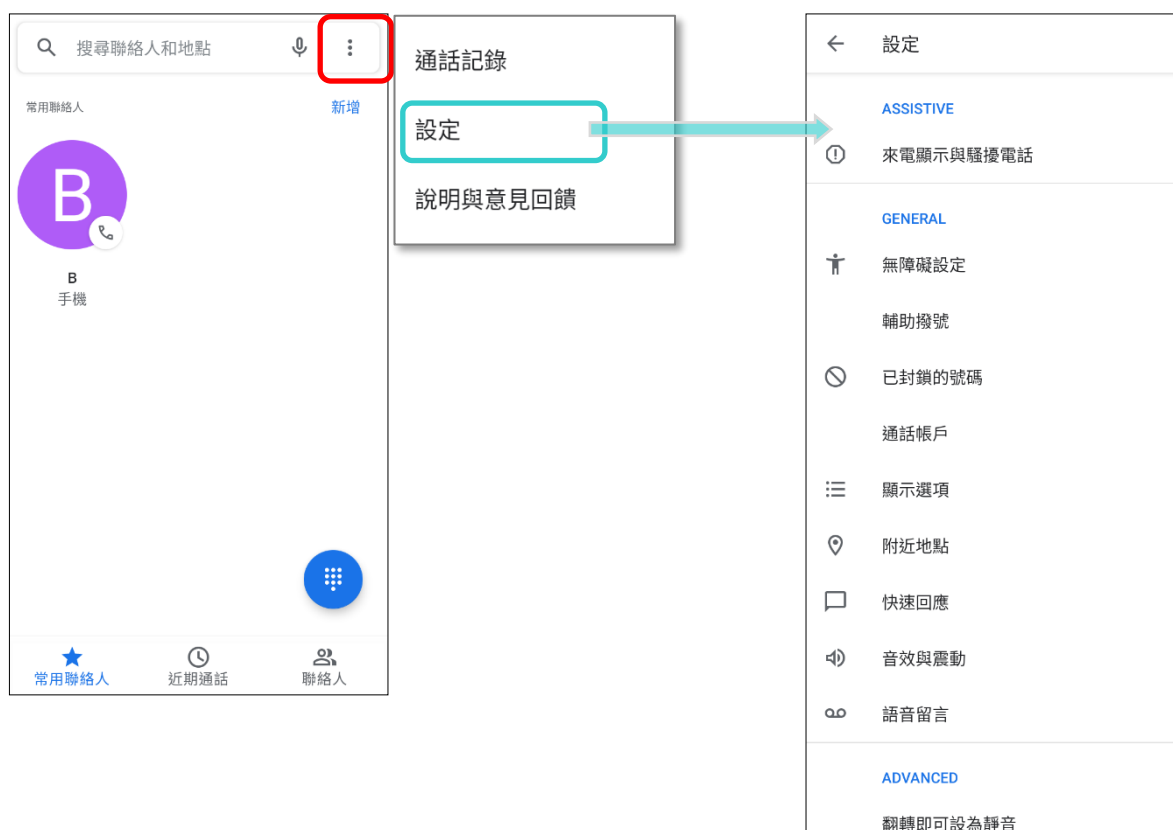 搜尋聯絡人和地點
常用聯絡人
新增
B
B
手機
常用聯絡人
近期通話
聯絡人
通話記錄
設定
說明與意見回饋
設定
ASSISTIVE
來電顯示與騷擾電話
GENERAL
無障礙設定
輔助撥號
已封鎖的號碼
通話帳戶
顯示選項
附近地點
快速回應
音效與震動
語音留言
ADVANCED
翻轉即可設為靜音